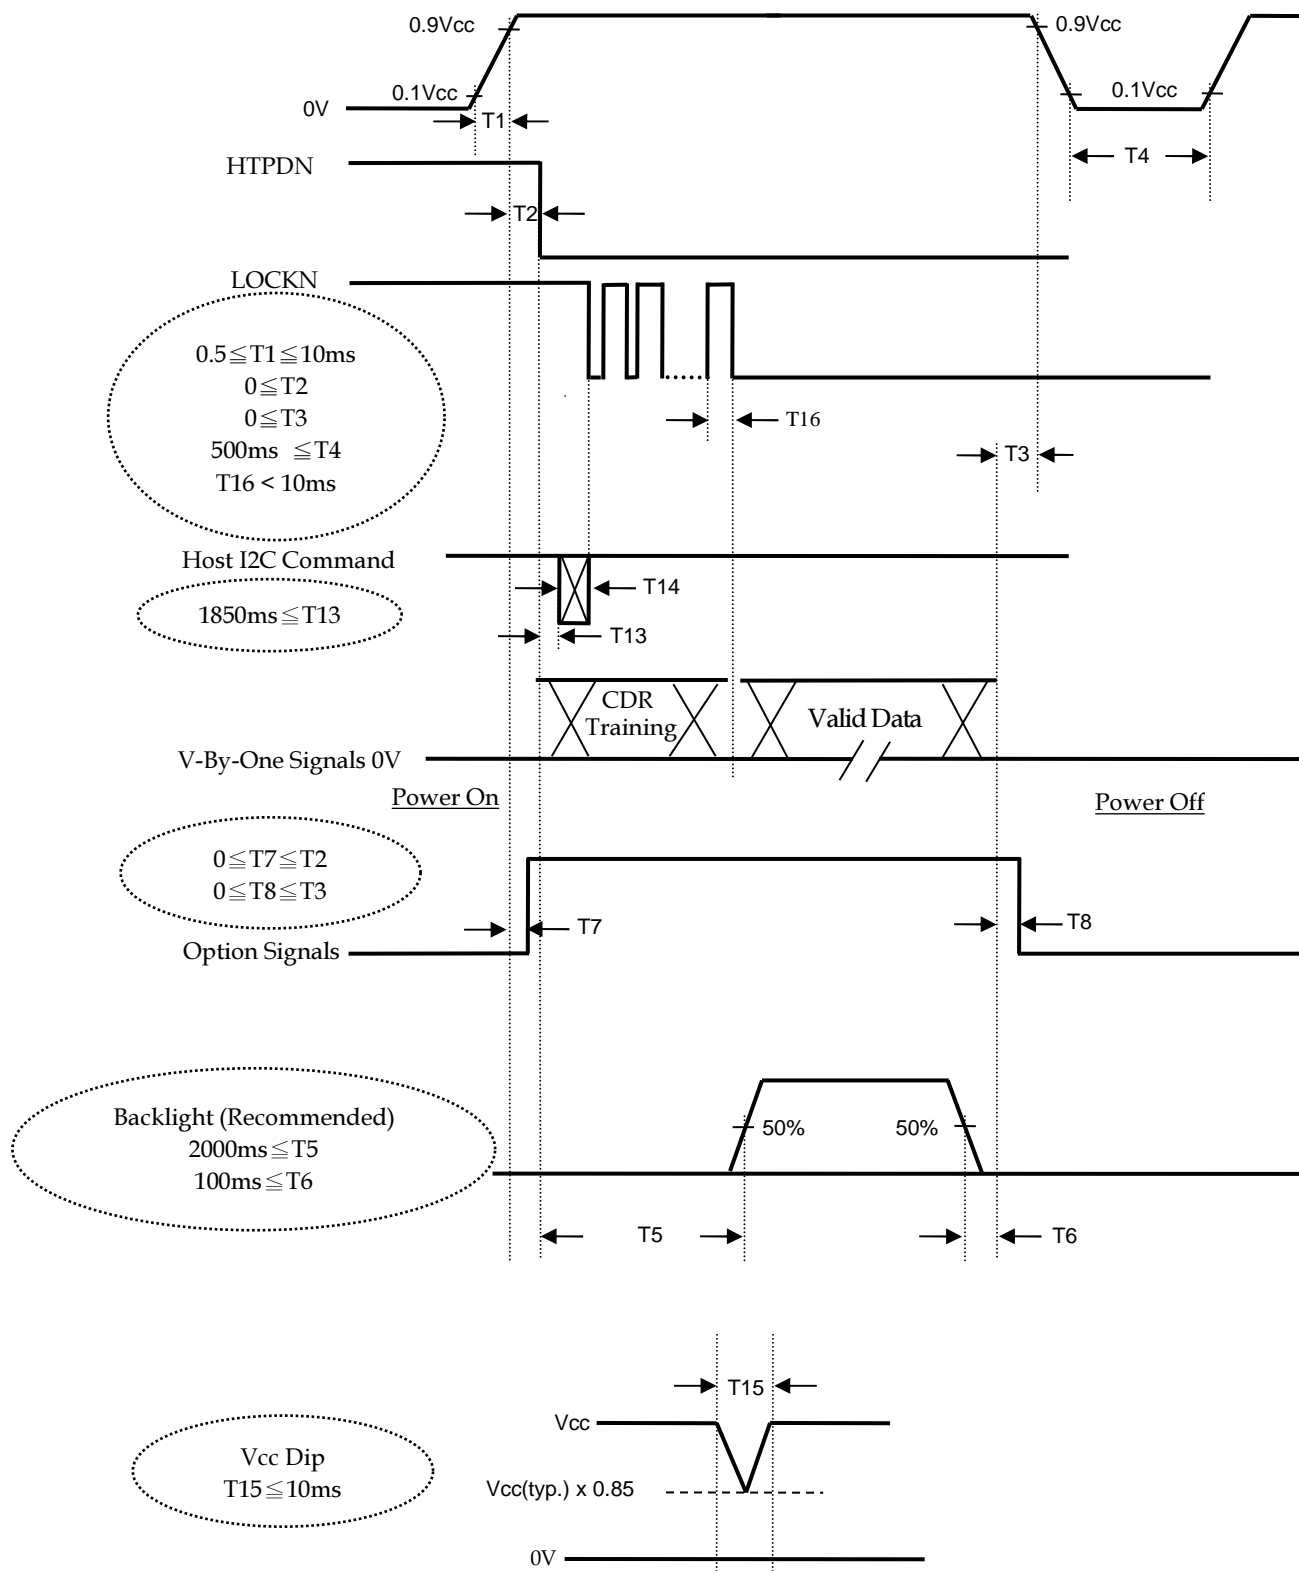 0.9Vcc
0.9Vcc
0.1Vcc
0.1Vcc
0V
T1
T4
HTPDN
T2
LOCKN
0.5≦T1≦10ms
0≦T2
0≦T3
500ms ≦T4
T16 < 10ms
T16
T3
Host I2C Command
T14
1850ms≦T13
T13
CDR
Training
Valid Data
V-By-One Signals 0V
Power On
Power Off
0≦T7≦T2
0≦T8≦T3
T7
T8
Option Signals
Backlight (Recommended)
2000ms≦T5
100ms≦T6
50%
50%
T5
T6
T15
Vcc
Vcc Dip
T15≦10ms
Vcc(typ.) x 0.85
0V